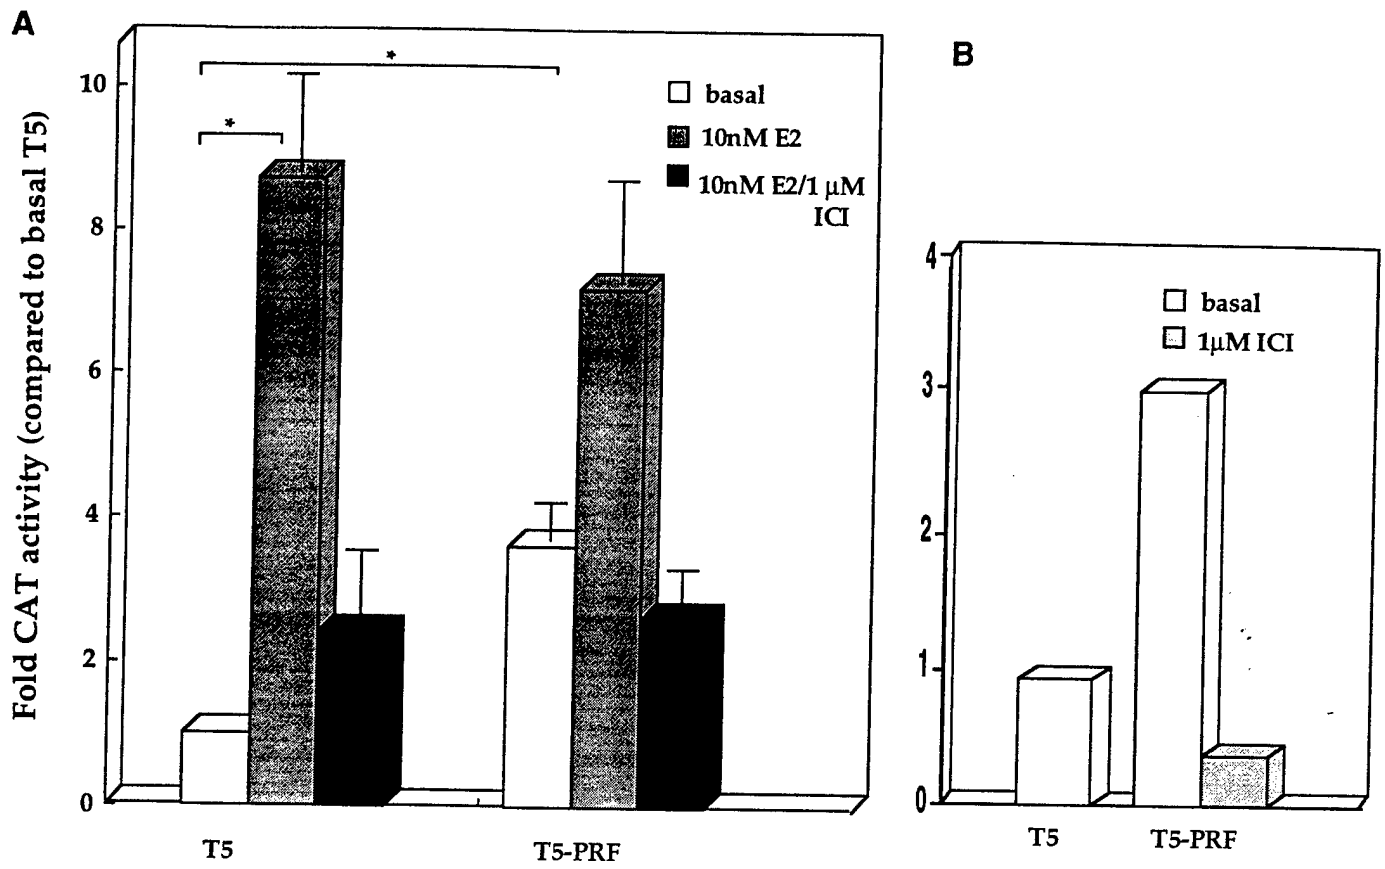 A
Fold CAT activity (compared to basal T5)
10
8
6
4
2
0
*
*
basal
10nM E2
10nM E2/1 μM
ICI
T5
T5-PRF
B
4
3
2
1
0
basal
1μM ICI
T5
T5-PRF